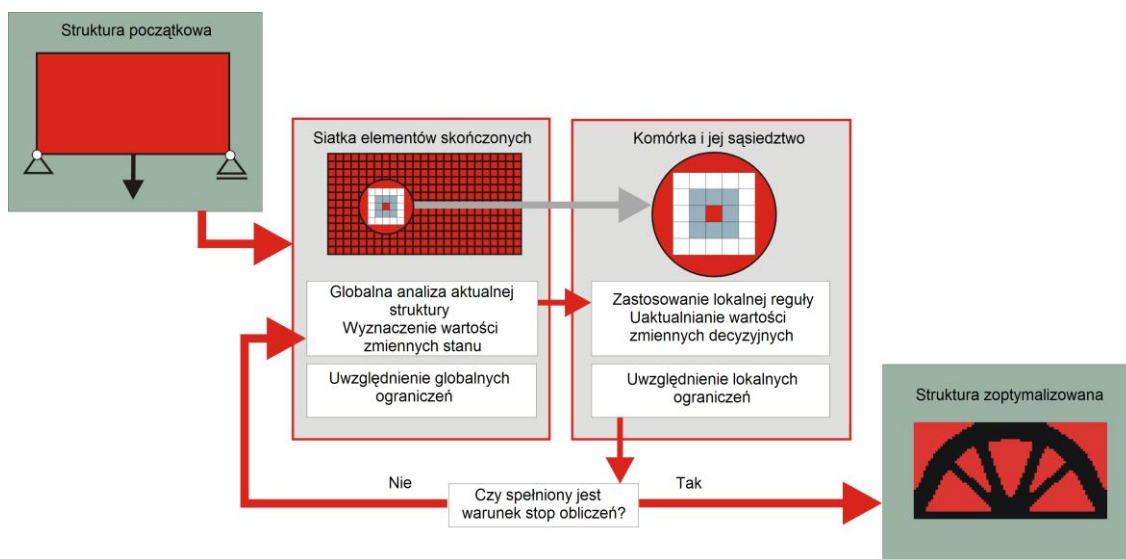 Struktura początkowa
Siatka elementów skończonych
Globalna analiza aktualnej
struktury
Wyznaczenie wartości
zmiennych stanu
Uwzględnienie globalnych
ograniczeń
Komórka i jej sąsiedztwo
Zastosowanie lokalnej reguły
Uaktualnianie wartości
zmiennych decyzyjnych
Uwzględnienie lokalnych
ograniczeń
Nie
Czy spełniony jest
warunek stop obliczeń?
Tak
Struktura zoptymalizowana